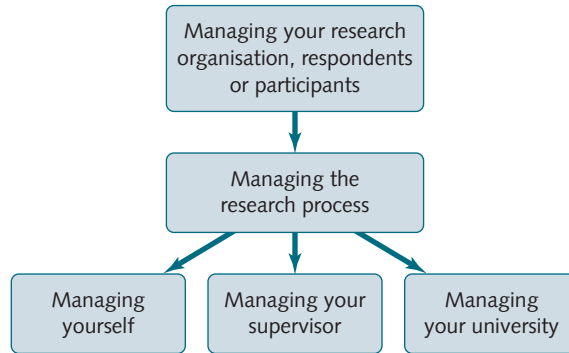 Managing your research
organisation, respondents
or participants
Managing the
research process
Managing
yourself
Managing your
supervisor
Managing
your university